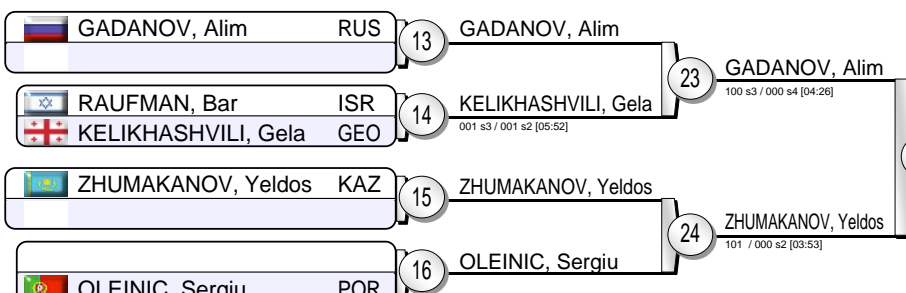 GADANOV, Alim RUS
13
GADANOV, Alim
23
GADANOV, Alim
100 s3 / 000 s4 [04:26]
RAUFMAN, Bar ISR
KELIKHASHVILI, Gela GEO
14
KELIKHASHVILI, Gela
001 s3 / 001 s2 [05:52]
ZHUMAKANOV, Yeldos KAZ
15
ZHUMAKANOV, Yeldos
24
ZHUMAKANOV, Yeldos
101 / 000 s2 [03:53]
OLEINIC, Sergiu POR
16
OLEINIC, Sergiu